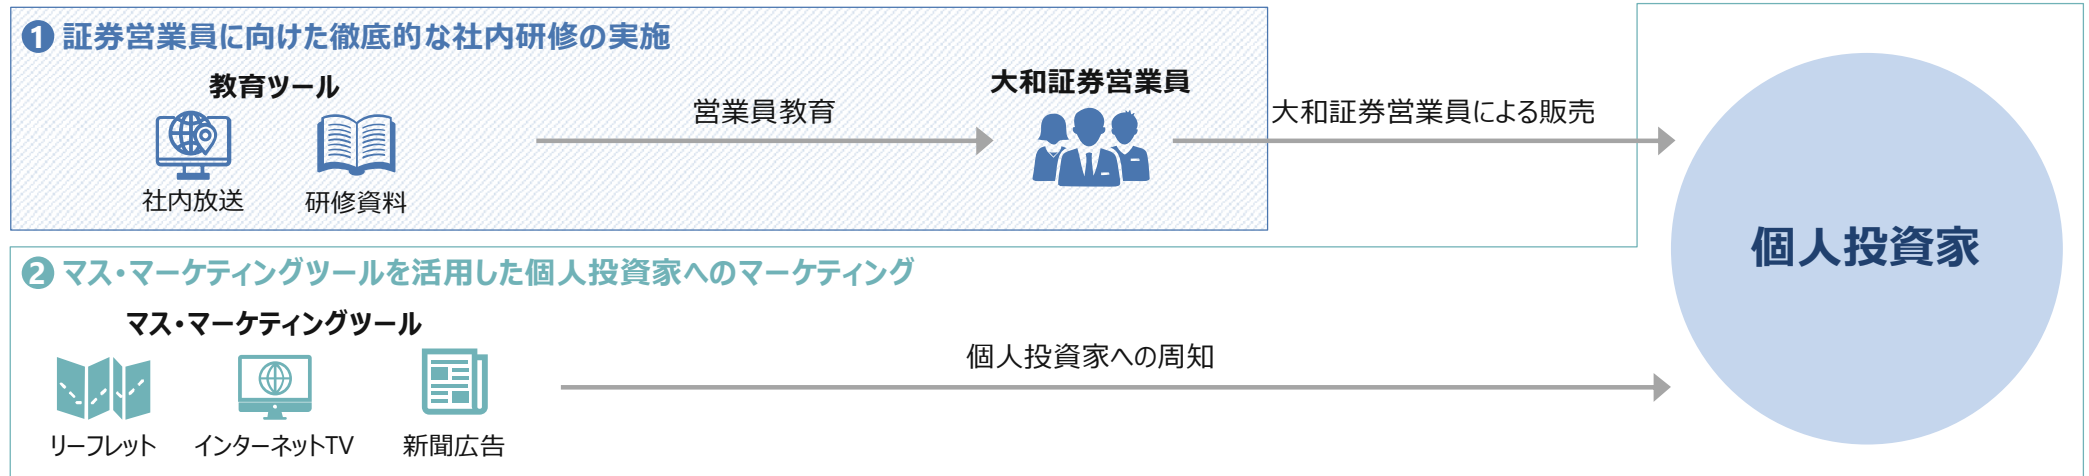 ❶ 証券営業員に向けた徹底的な社内研修の実施
教育ツール
社内放送
研修資料
営業員教育
大和証券営業員
大和証券営業員による販売
個人投資家
❷ マス・マーケティングツールを活用した個人投資家へのマーケティング
マス・マーケティングツール
リーフレット
インターネットTV
新聞広告
個人投資家への周知